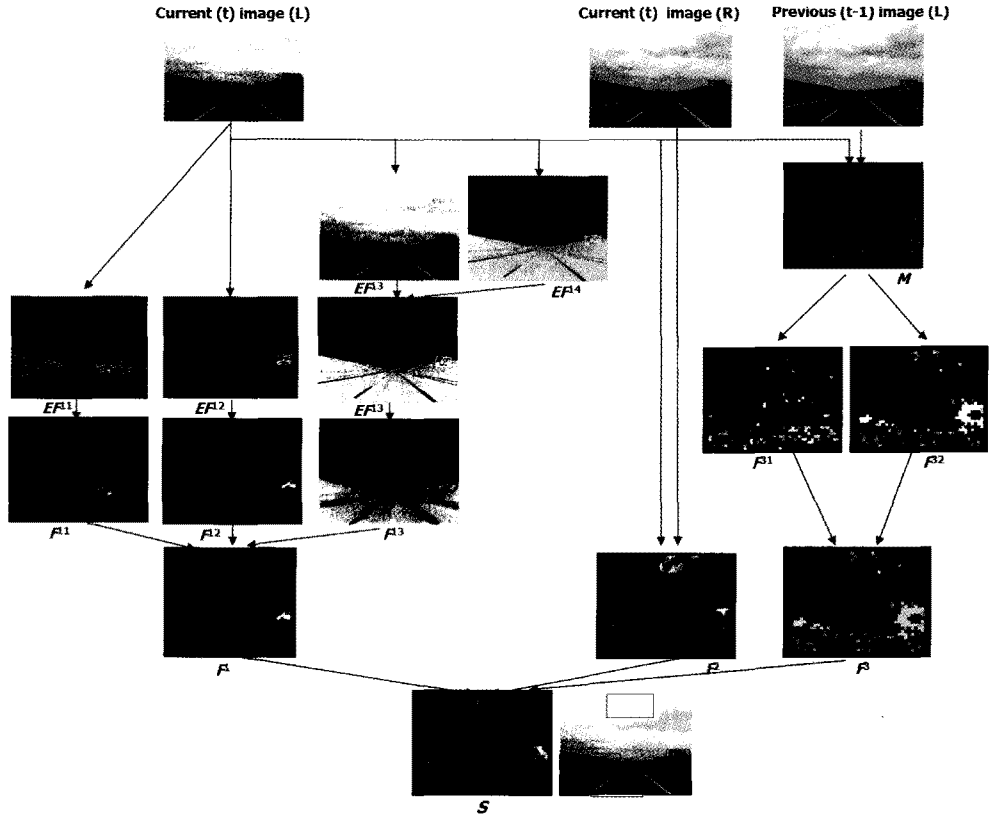 Current (t) image (L)
Current (t) image (R)
Previous (t-1) image (L)
M
EF13
EF14
EF11
EF12
EF13
F31
F32
F11
F12
F13
F1
F2
F3
S